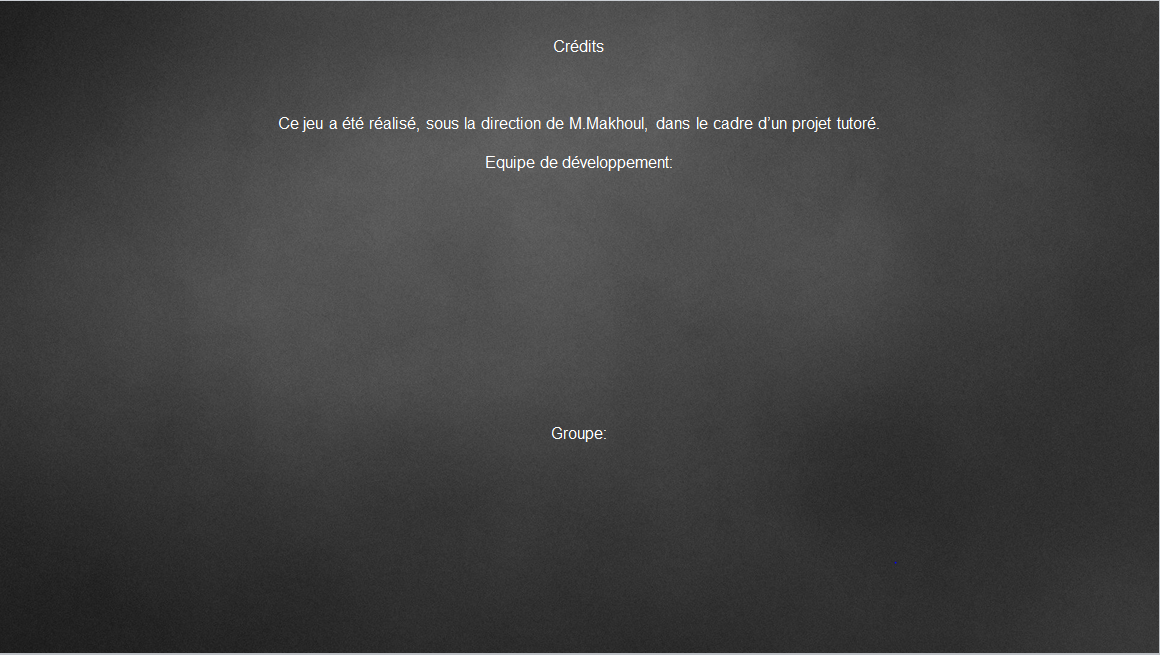 Crédits
Ce jeu a été réalisé, sous la direction de M.Makhoul, dans le cadre d’un projet tutoré.
Equipe de développement:
Groupe: